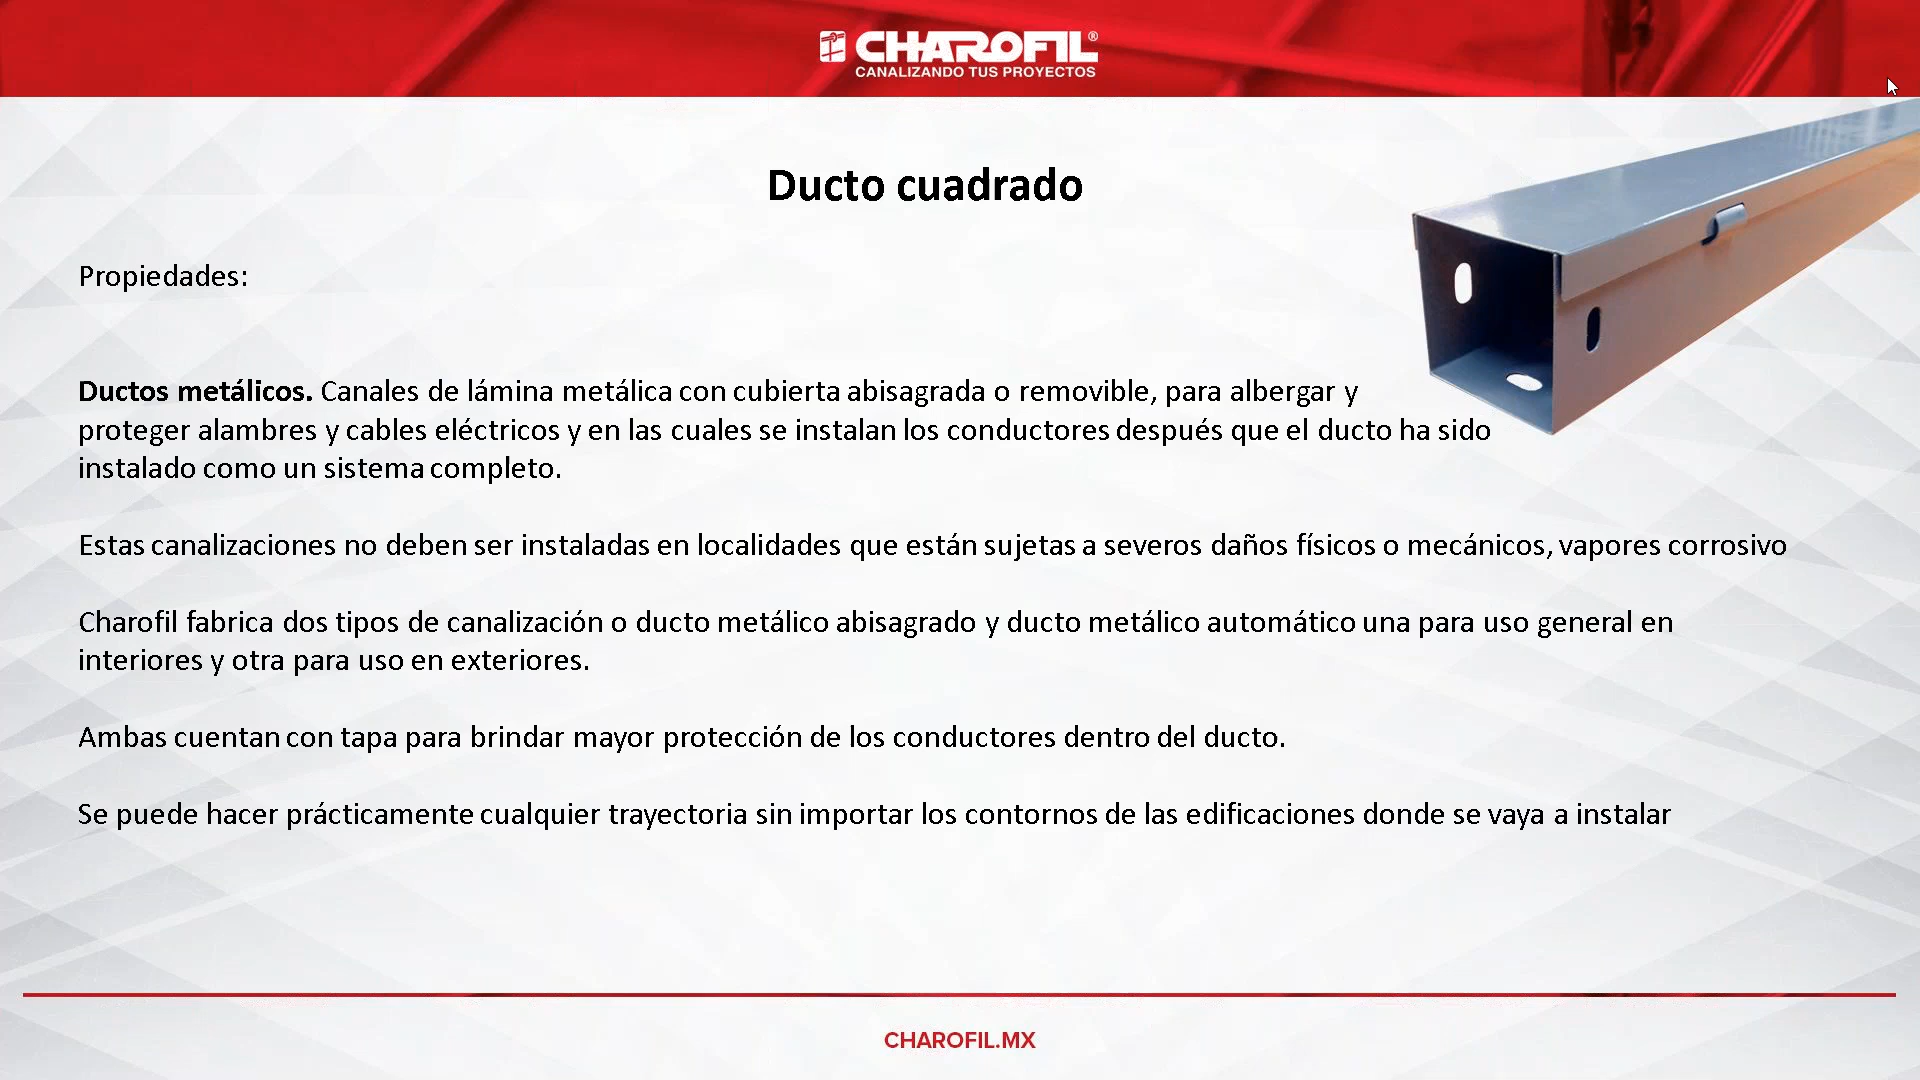 CHAROFIL®
CANALIZANDO TUS PROYECTOS
Ducto cuadrado
Propiedades:
Ductos metálicos. Canales de lámina metálica con cubierta abisagrada o removible, para albergar y
proteger alambres y cables eléctricos y en las cuales se instalan los conductores después que el ducto ha sido
instalado como un sistema completo.
Estas canalizaciones no deben ser instaladas en localidades que están sujetas a severos daños físicos o mecánicos, vapores corrosivo
Charofil fabrica dos tipos de canalización o ducto metálico abisagrado y ducto metálico automático una para uso general en
interiores y otra para uso en exteriores.
Ambas cuentan con tapa para brindar mayor protección de los conductores dentro del ducto.
Se puede hacer prácticamente cualquier trayectoria sin importar los contornos de las edificaciones donde se vaya a instalar
CHAROFIL.MX